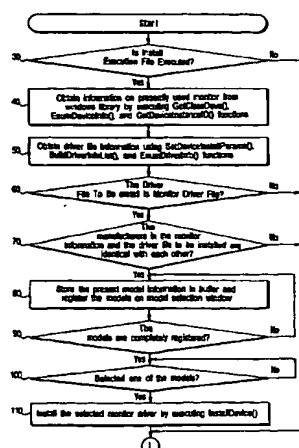 Start
30
Is Install
Execution File Executed?
No
Yes
40
Obtain information on presently used monitor from
windows library by executing GetClassDevs(),
EnumDeviceInfo(), and GetDeviceInstanceID() functions
50
Obtain driver file information using SetDeviceInstallParams(),
BuildDriverInfoList(), and EnumDriverInfo() functions
60
The Driver
File To Be Installed is Monitor Driver File?
No
Yes
70
The
manufacturers in the monitor
information and the driver file to be installed are
identical with each other?
No
Yes
80
Store the present model information in buffer and
register the models on model selection window
90
The
models are completely registered?
No
Yes
100
Selected one of the models?
No
Yes
110
Install the selected monitor driver by executing InstallDevice()
1